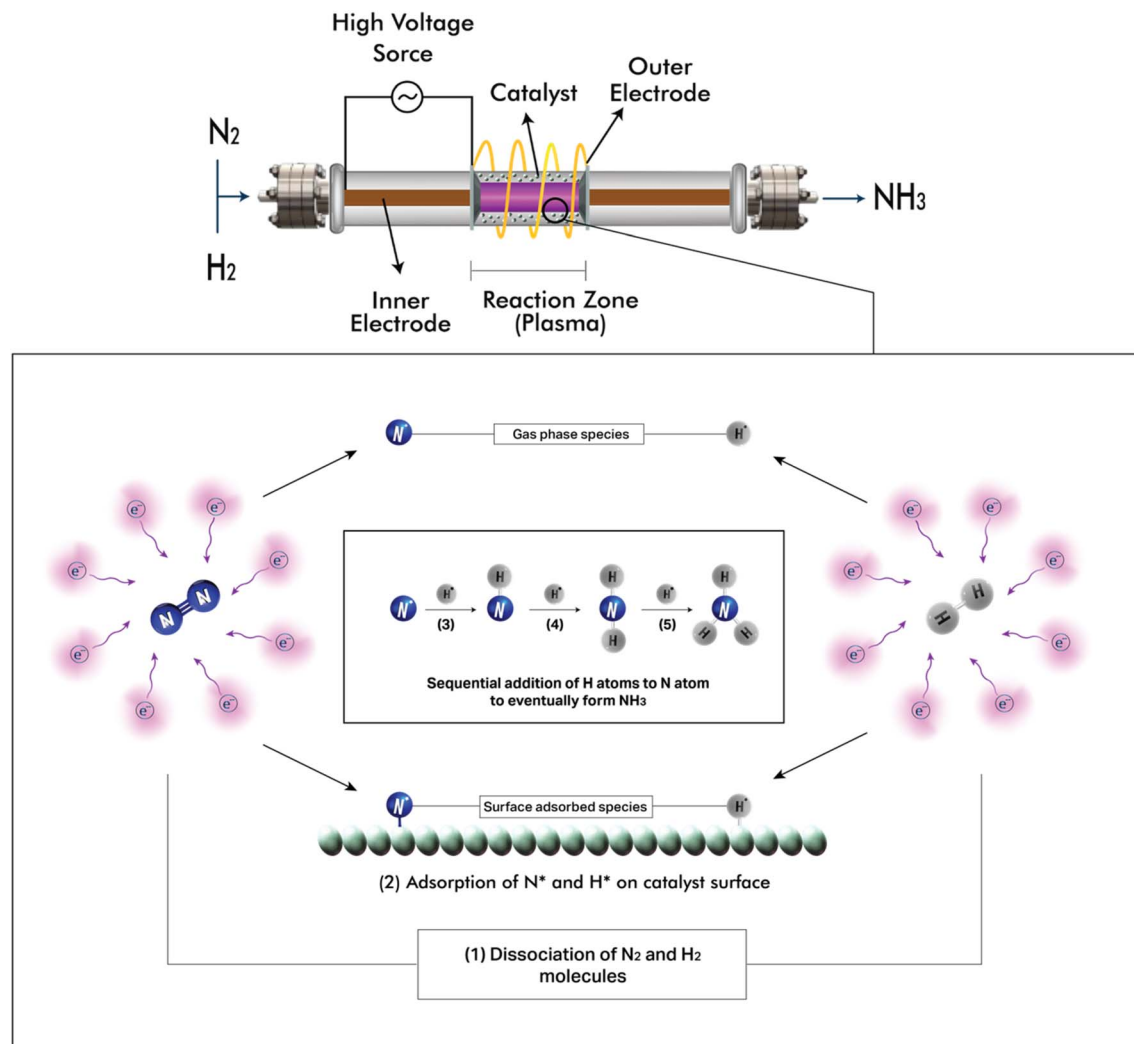 High Voltage
Sorce
Catalyst
Outer
Electrode
N2
H2
NH3
Inner
Electrode
Reaction Zone
(Plasma)
N• Gas phase species H•
e− e− e− e− e− e− e− e−
N N
e− e− e− e− e− e− e− e−
H H
H H H
N• H• N H• N H• N
(3) (4) (5)
H H H
Sequential addition of H atoms to N atom
to eventually form NH3
N• Surface adsorbed species H•
(2) Adsorption of N* and H* on catalyst surface
(1) Dissociation of N2 and H2
molecules